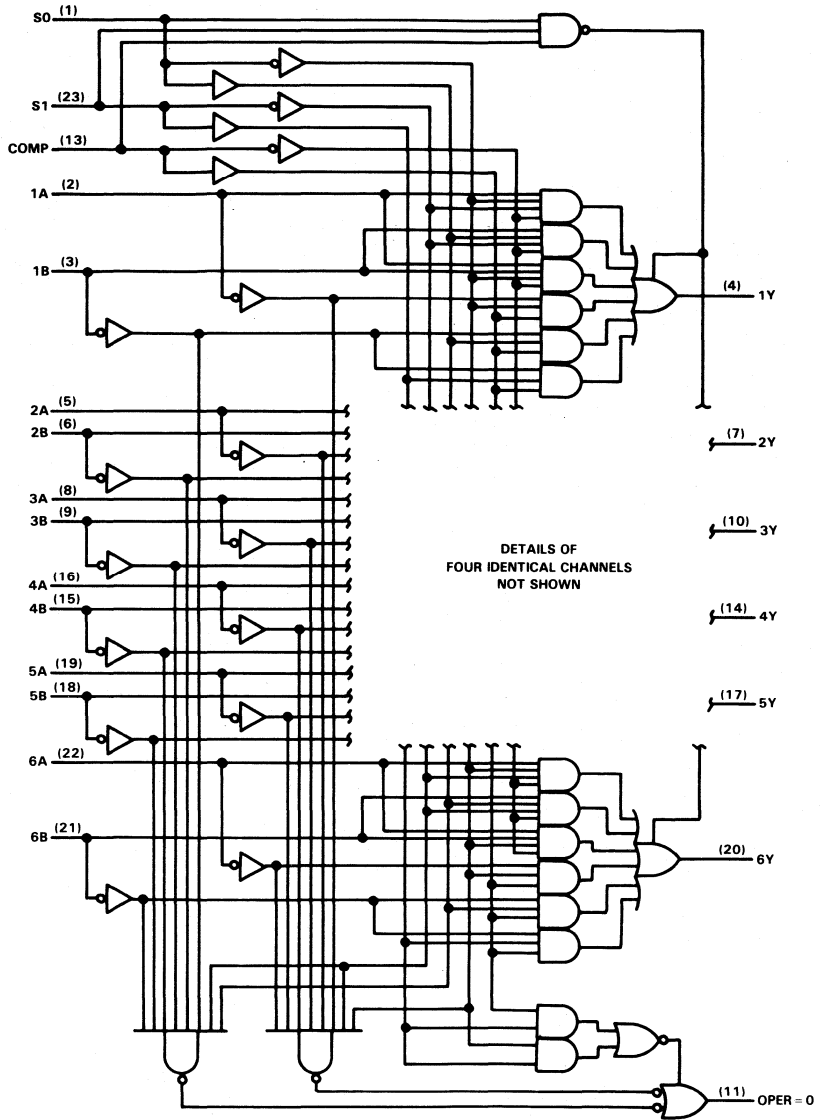 S0 (1)
S1 (23)
COMP (13)
1A (2)
1B (3)
(4) 1Y
2A (5)
2B (6)
(7) 2Y
3A (8)
3B (9)
(10) 3Y
DETAILS OF
FOUR IDENTICAL CHANNELS
NOT SHOWN
4A (16)
4B (15)
(14) 4Y
5A (19)
5B (18)
(17) 5Y
6A (22)
6B (21)
(20) 6Y
(11) OPER = 0